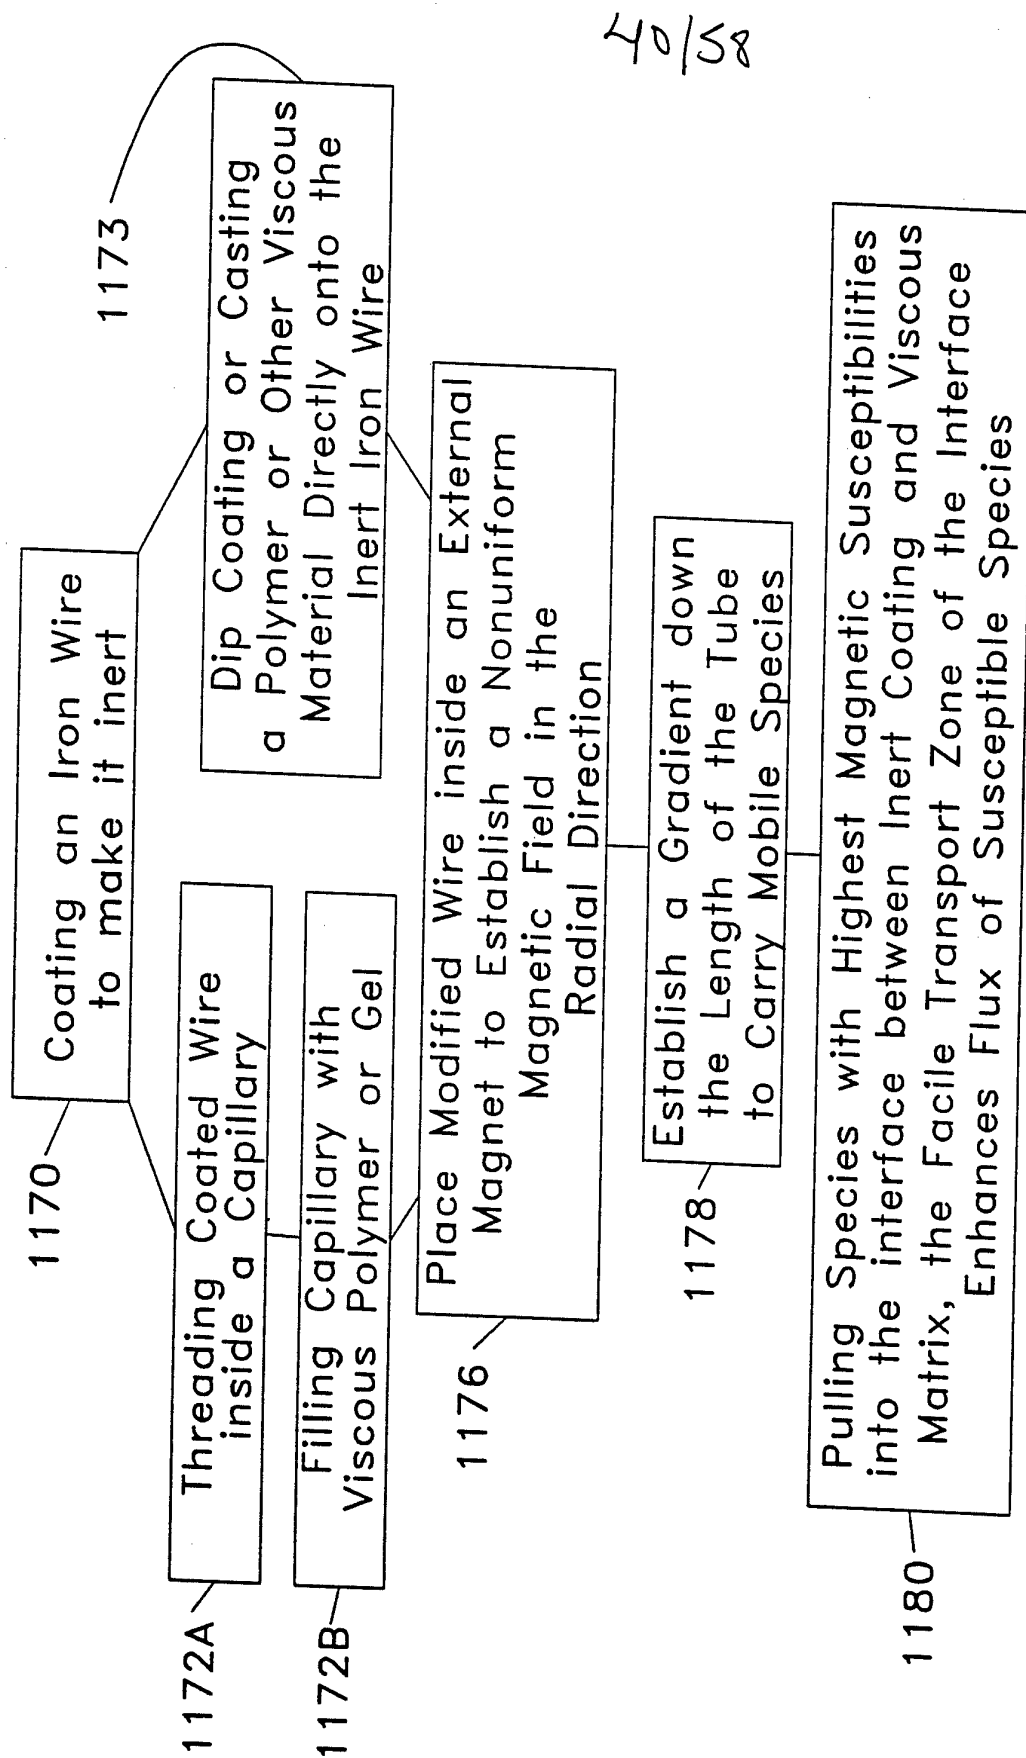 40/58
1170
Coating an Iron Wire
to make it inert
1172A
Threading Coated Wire
inside a Capillary
1172B
Filling Capillary with
Viscous Polymer or Gel
1173
Dip Coating or Casting
a Polymer or Other Viscous
Material Directly onto the
Inert Iron Wire
1176
Place Modified Wire inside an External
Magnet to Establish a Nonuniform
Magnetic Field in the
Radial Direction
1178
Establish a Gradient down
the Length of the Tube
to Carry Mobile Species
1180
Pulling Species with Highest Magnetic Susceptibilities
into the interface between Inert Coating and Viscous
Matrix, the Facile Transport Zone of the Interface
Enhances Flux of Susceptible Species